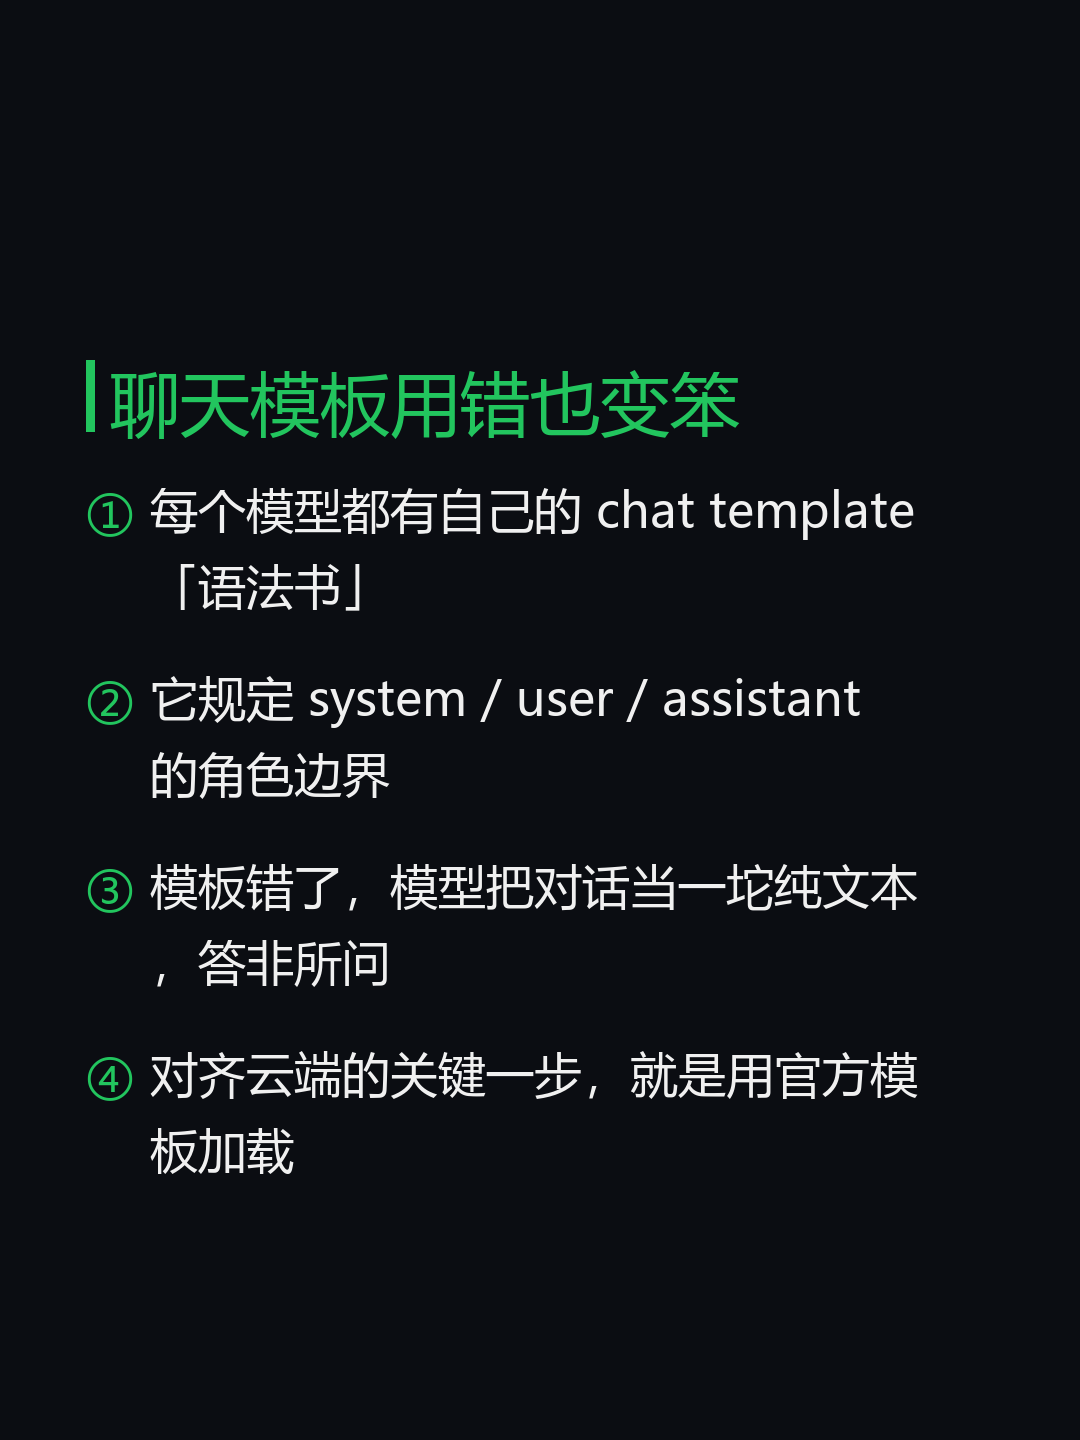 聊天模板用错也变笨
① 每个模型都有自己的 chat template
「语法书」
② 它规定 system / user / assistant
的角色边界
③ 模板错了，模型把对话当一坨纯文本
，答非所问
④ 对齐云端的关键一步，就是用官方模
板加载